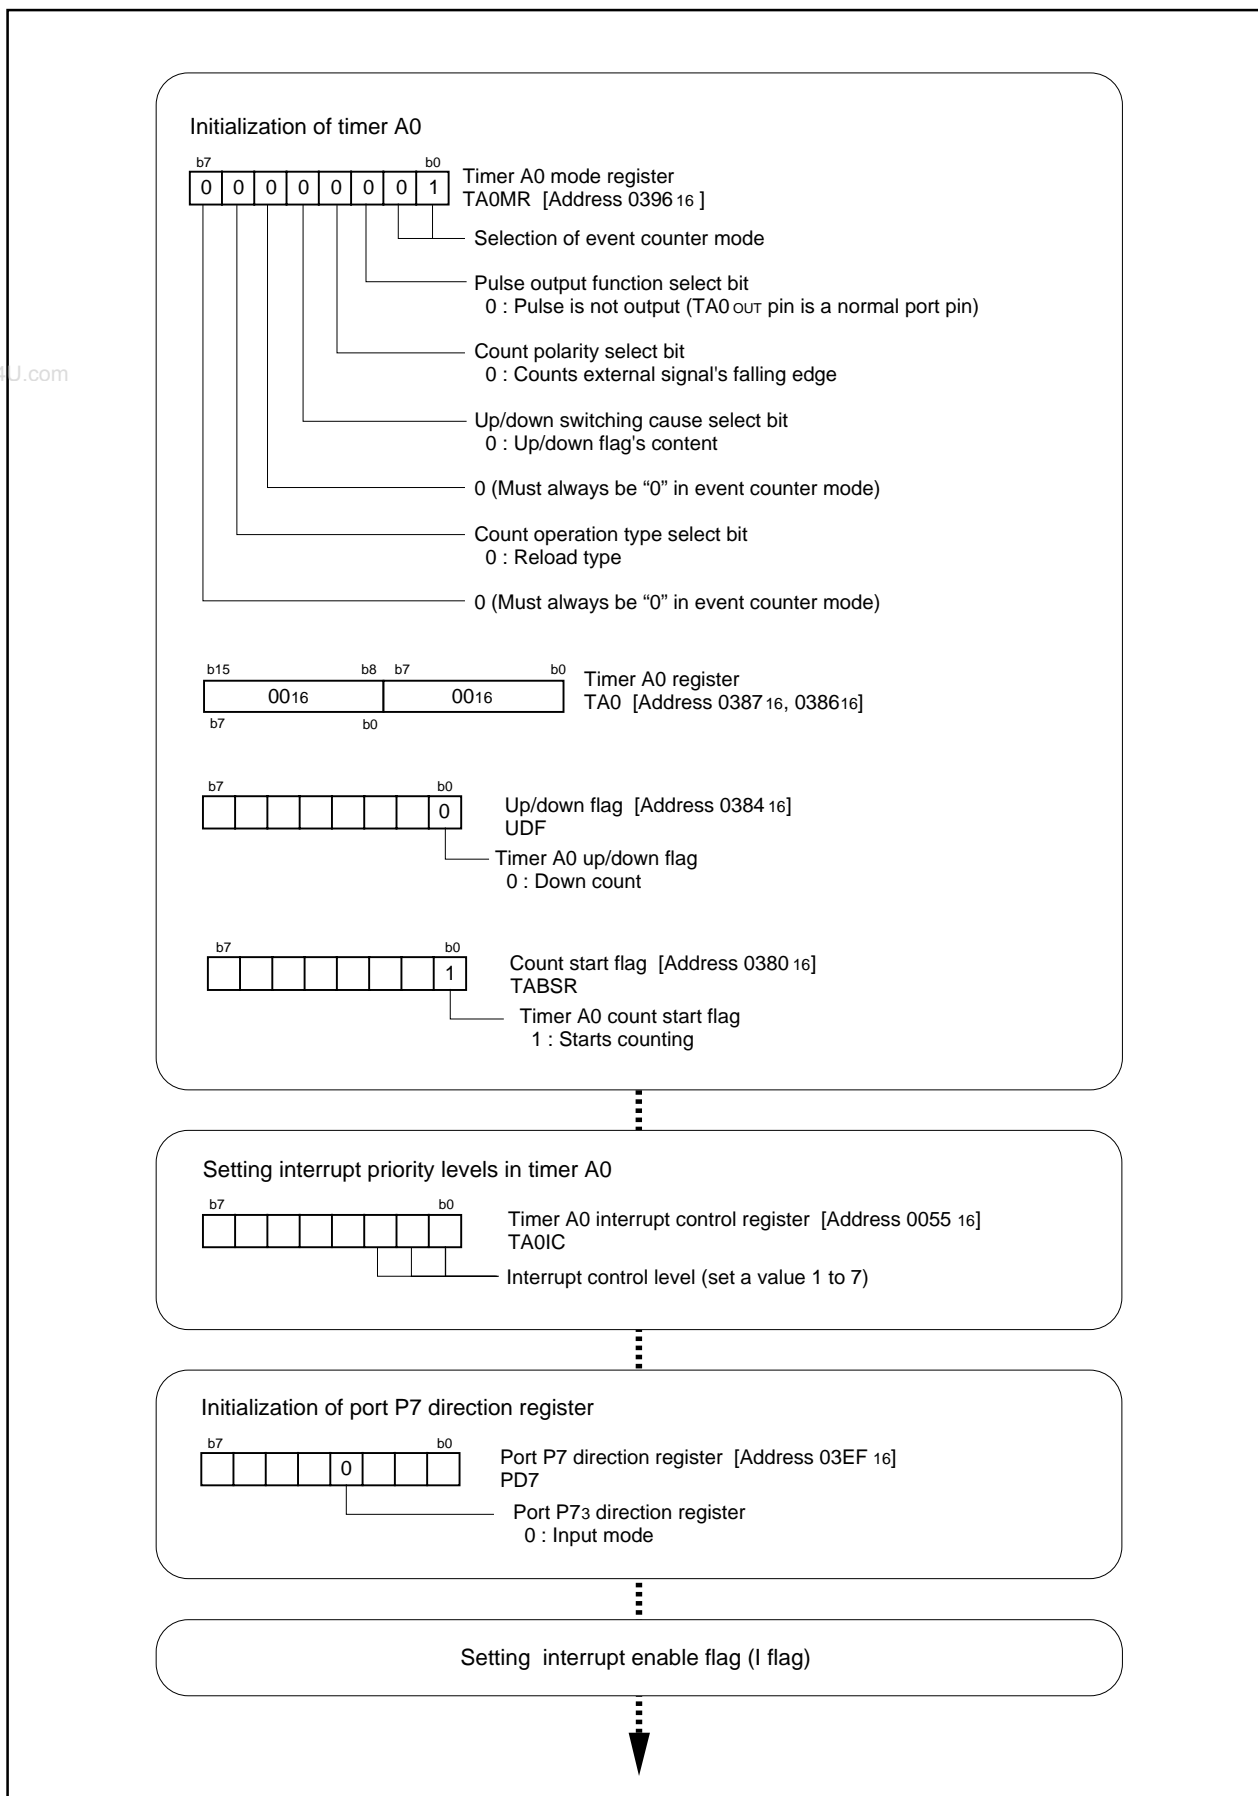 Initialization of timer A0
b7 b0
0 0 0 0 0 0 0 1
Timer A0 mode register
TA0MR [Address 0396 16 ]
Selection of event counter mode
Pulse output function select bit
0 : Pulse is not output (TA0 OUT pin is a normal port pin)
Count polarity select bit
0 : Counts external signal's falling edge
4U.com
Up/down switching cause select bit
0 : Up/down flag's content
0 (Must always be “0” in event counter mode)
Count operation type select bit
0 : Reload type
0 (Must always be “0” in event counter mode)
b15 b8 b7 b0
0016 0016
b7 b0
Timer A0 register
TA0 [Address 0387 16, 038616]
b7 b0
0
Up/down flag [Address 0384 16]
UDF
Timer A0 up/down flag
0 : Down count
b7 b0
1
Count start flag [Address 0380 16]
TABSR
Timer A0 count start flag
1 : Starts counting
Setting interrupt priority levels in timer A0
b7 b0
Timer A0 interrupt control register [Address 0055 16]
TA0IC
Interrupt control level (set a value 1 to 7)
Initialization of port P7 direction register
b7 b0
0
Port P7 direction register [Address 03EF 16]
PD7
Port P73 direction register
0 : Input mode
Setting interrupt enable flag (I flag)